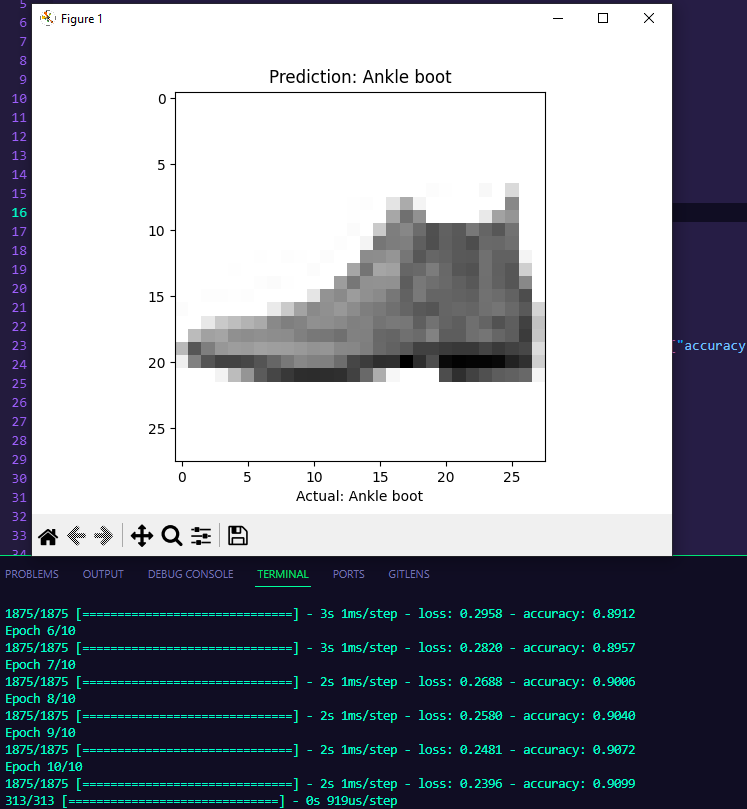 Figure 1
Prediction: Ankle boot
0
5
10
15
20
25
0 5 10 15 20 25
Actual: Ankle boot
5
6
7
8
9
10
11
12
13
14
15
16
17
18
19
20
21
22
23 ["accuracy
24
25
26
27
28
29
30
31
32
33
34
PROBLEMS OUTPUT DEBUG CONSOLE TERMINAL PORTS GITLENS
1875/1875 [==============================] - 3s 1ms/step - loss: 0.2958 - accuracy: 0.8912
Epoch 6/10
1875/1875 [==============================] - 3s 1ms/step - loss: 0.2820 - accuracy: 0.8957
Epoch 7/10
1875/1875 [==============================] - 2s 1ms/step - loss: 0.2688 - accuracy: 0.9006
Epoch 8/10
1875/1875 [==============================] - 2s 1ms/step - loss: 0.2580 - accuracy: 0.9040
Epoch 9/10
1875/1875 [==============================] - 2s 1ms/step - loss: 0.2481 - accuracy: 0.9072
Epoch 10/10
1875/1875 [==============================] - 2s 1ms/step - loss: 0.2396 - accuracy: 0.9099
313/313 [==============================] - 0s 919us/step